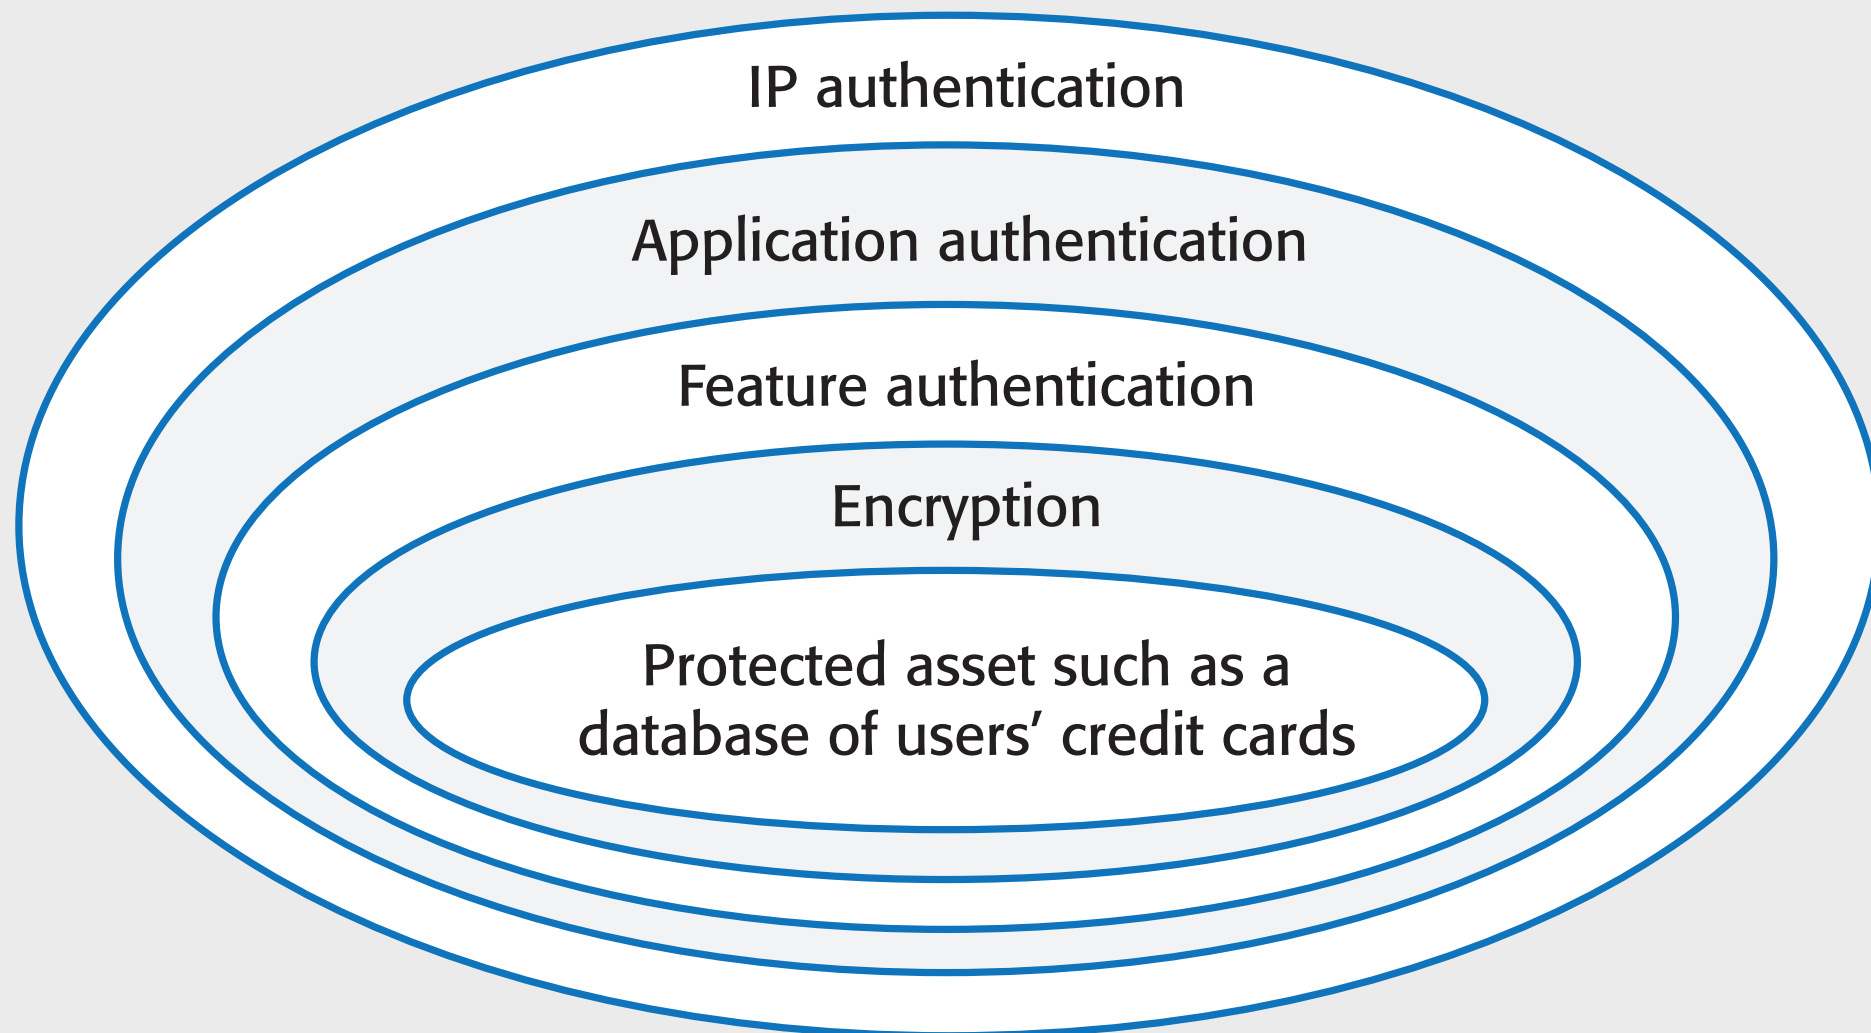 IP authentication
Application authentication
Feature authentication
Encryption
Protected asset such as a
database of users’ credit cards